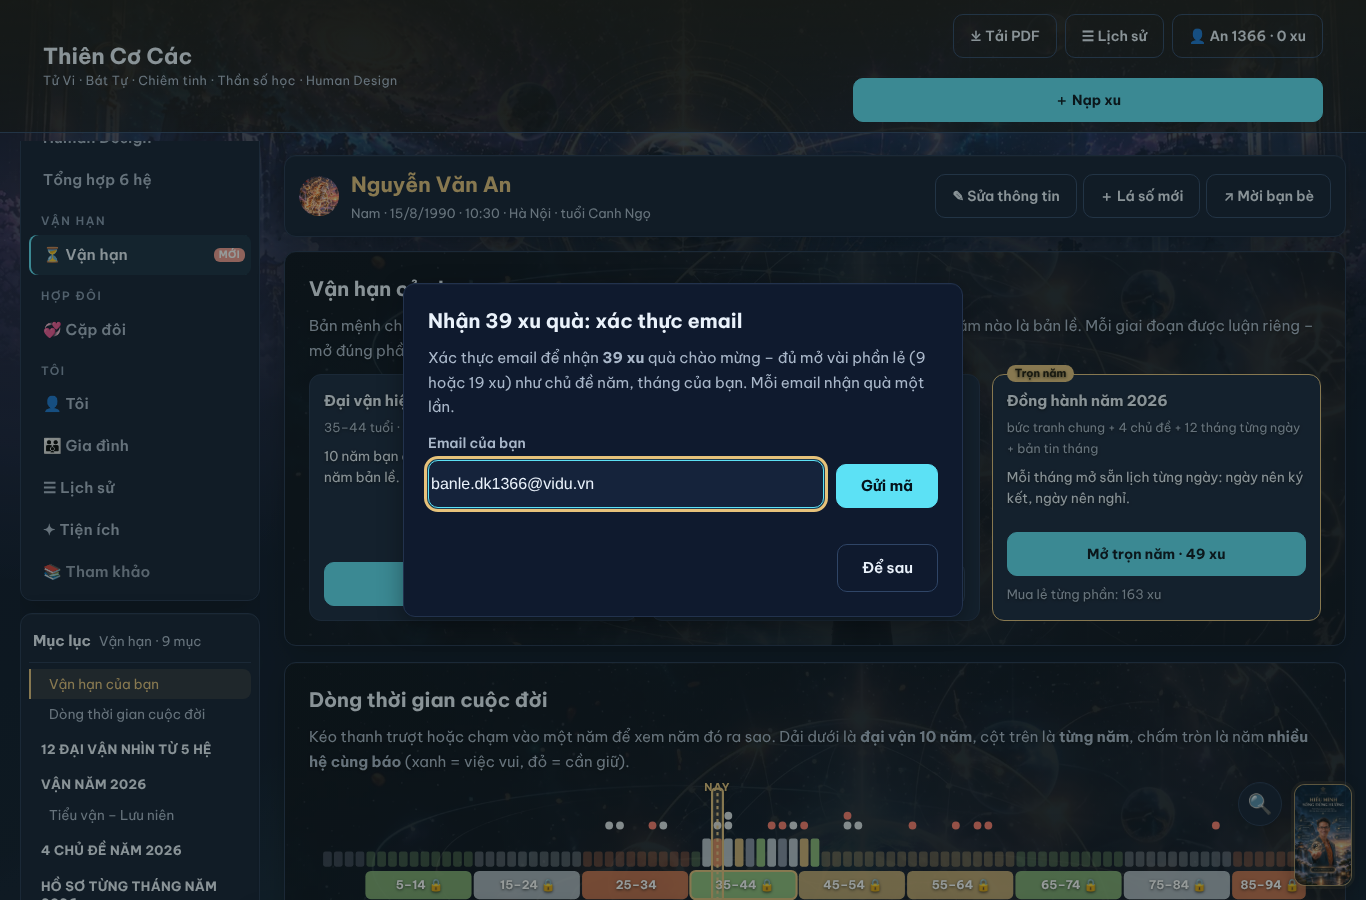 Thiên Cơ Các
Tử Vi · Bát Tự · Chiêm tinh · Thần số học · Human Design
Tải PDF
☰ Lịch sử
An 1366 · 0 xu
+ Nạp xu
Human Design
Tổng hợp 6 hệ
VẬN HẠN
Vận hạn
MỚI
HỢP ĐÔI
Cặp đôi
TÔI
Tôi
Gia đình
☰ Lịch sử
✦ Tiện ích
Tham khảo
Mục lục Vận hạn · 9 mục
Vận hạn của bạn
Dòng thời gian cuộc đời
12 ĐẠI VẬN NHÌN TỪ 5 HỆ
VẬN NĂM 2026
Tiểu vận – Lưu niên
4 CHỦ ĐỀ NĂM 2026
HỒ SƠ TỪNG THÁNG NĂM
Nguyễn Văn An
Nam · 15/8/1990 · 10:30 · Hà Nội · tuổi Canh Ngọ
✎ Sửa thông tin
+ Lá số mới
↗ Mời bạn bè
Vận hạn
Bản mệnh
năm nào là bản lề. Mỗi giai đoạn được luận riêng –
mở đúng
Đại vận
35–44 tuổi ·
10 năm bạn
năm bản lề.
Nhận 39 xu quà: xác thực email
Xác thực email để nhận 39 xu quà chào mừng – đủ mở vài phần lẻ (9
hoặc 19 xu) như chủ đề năm, tháng của bạn. Mỗi email nhận quà một
lần.
Email của bạn
banle.dk1366@vidu.vn
Gửi mã
Để sau
Trọn năm
Đồng hành năm 2026
bức tranh chung + 4 chủ đề + 12 tháng từng ngày
+ bản tin tháng
Mỗi tháng mở sẵn lịch từng ngày: ngày nên ký
kết, ngày nên nghỉ.
Mở trọn năm · 49 xu
Mua lẻ từng phần: 163 xu
Dòng thời gian cuộc đời
Kéo thanh trượt hoặc chạm vào một năm để xem năm đó ra sao. Dải dưới là đại vận 10 năm, cột trên là từng năm, chấm tròn là năm nhiều
hệ cùng báo (xanh = việc vui, đỏ = cần giữ).
NAY
5–14
15–24
25–34
35–44
45–54
55–64
65–74
75–84
85–94